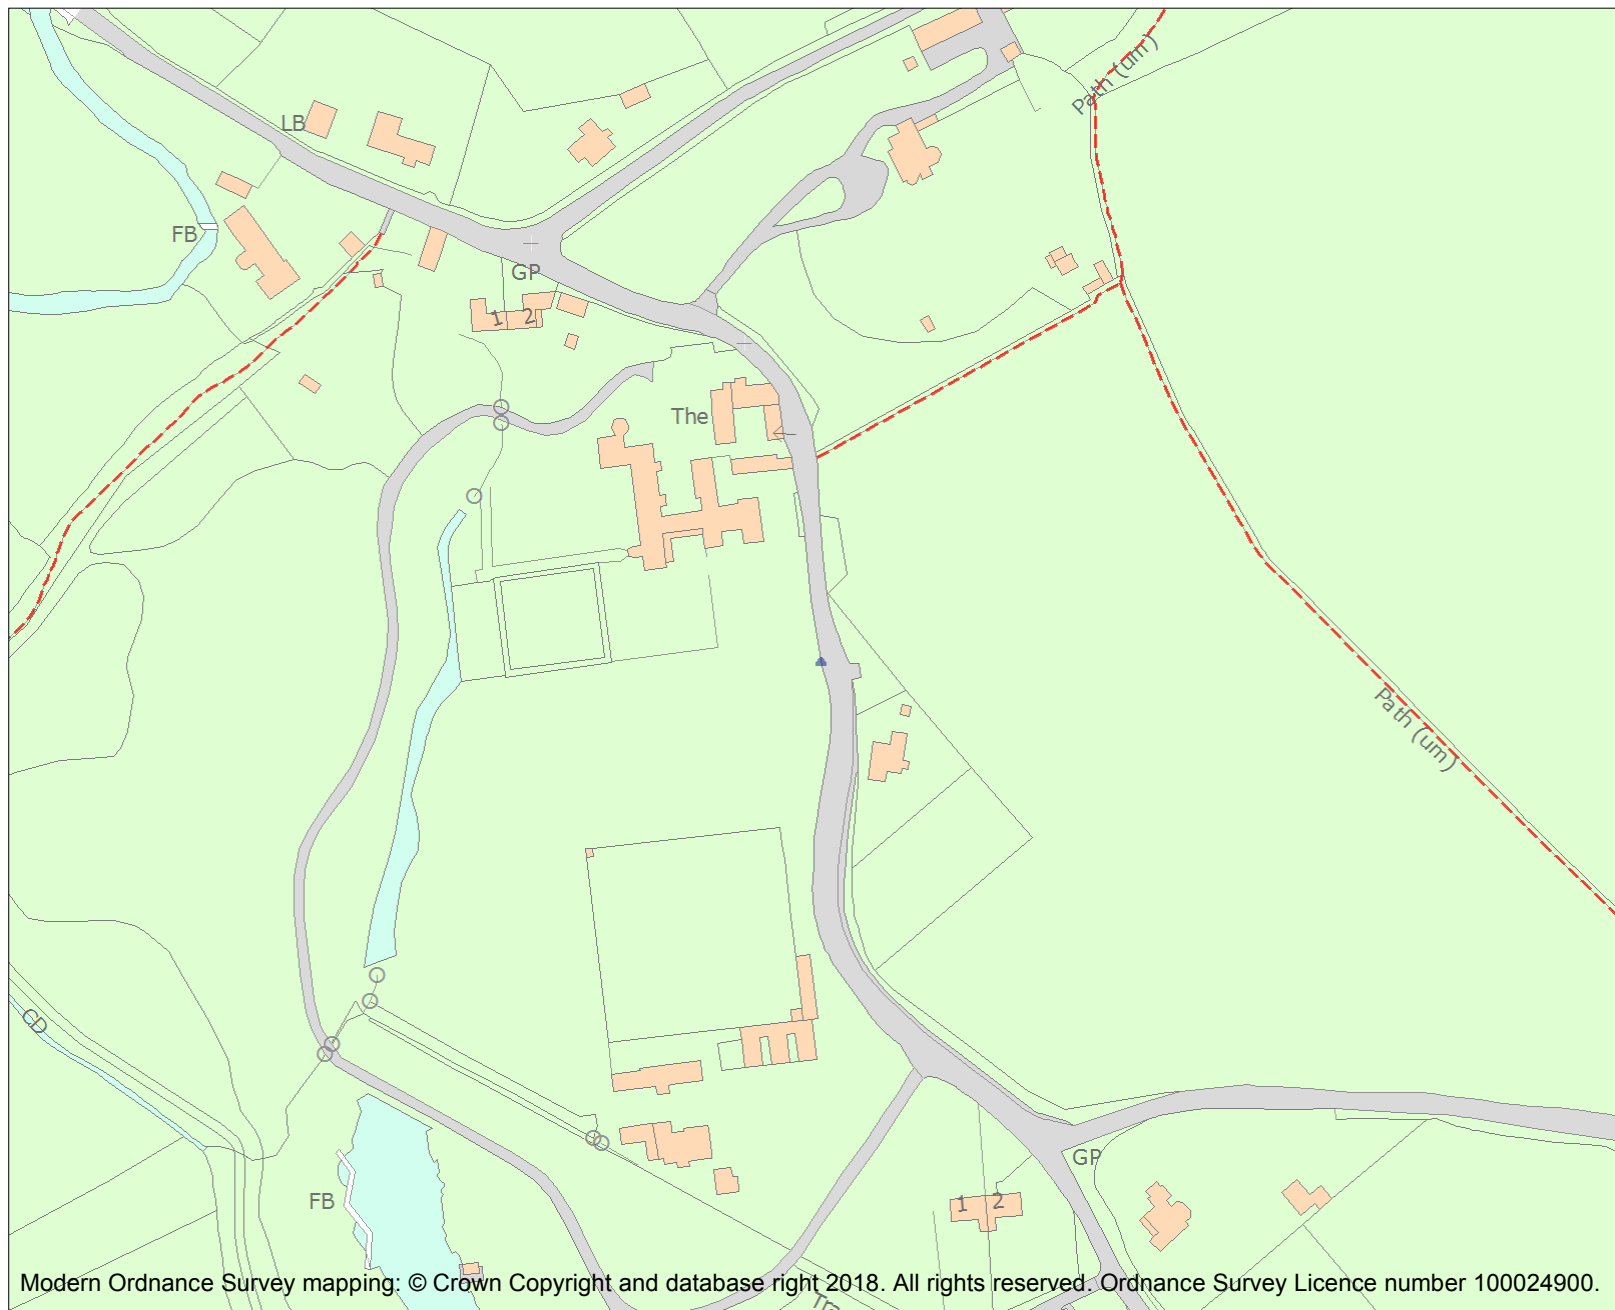 Path (um)
LB
FB
GP
1 2
The
Path (um)
CD
GP
FB
1 2
Modern Ordnance Survey mapping: © Crown Copyright and database right 2018. All rights reserved. Ordnance Survey Licence number 100024900.